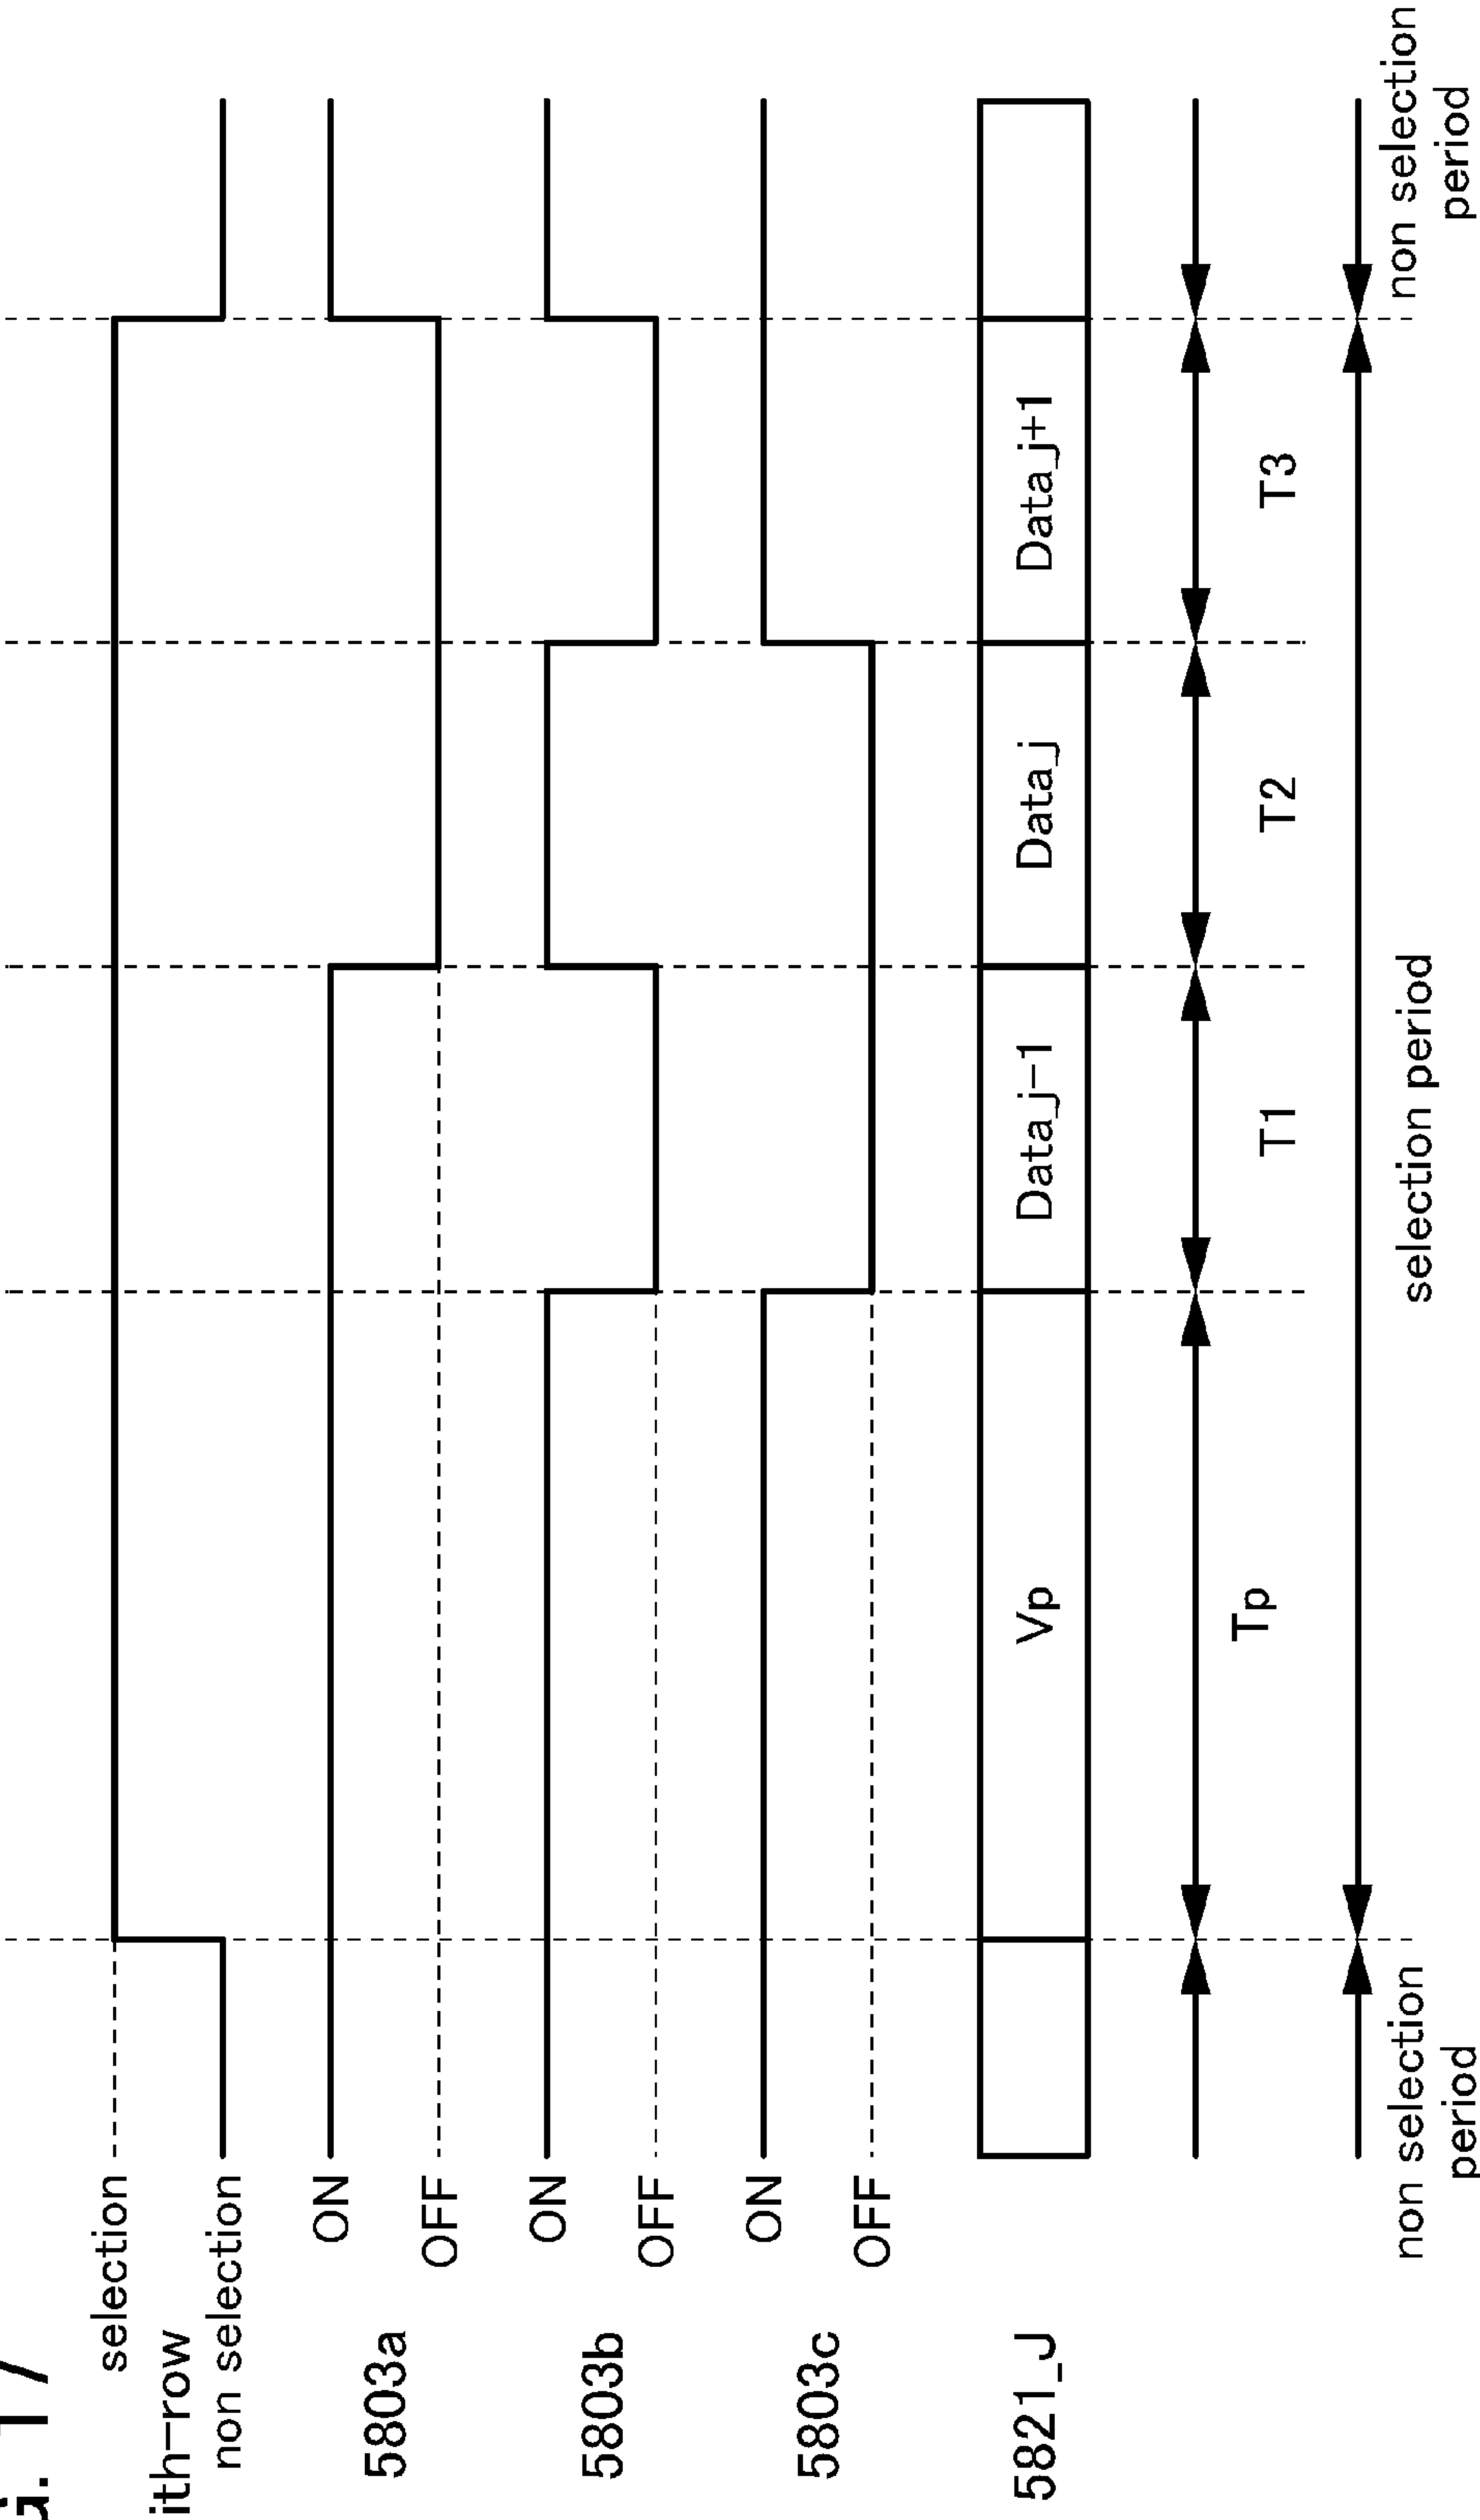 G. 17
selection
ith-row
non selection
ON
5803a
OFF
ON
5803b
OFF
ON
5803c
OFF
5821_J
Vp
Data_j-1
Data_j
Data_j+1
Tp
T1
T2
T3
non selection
period
selection period
non selection
period